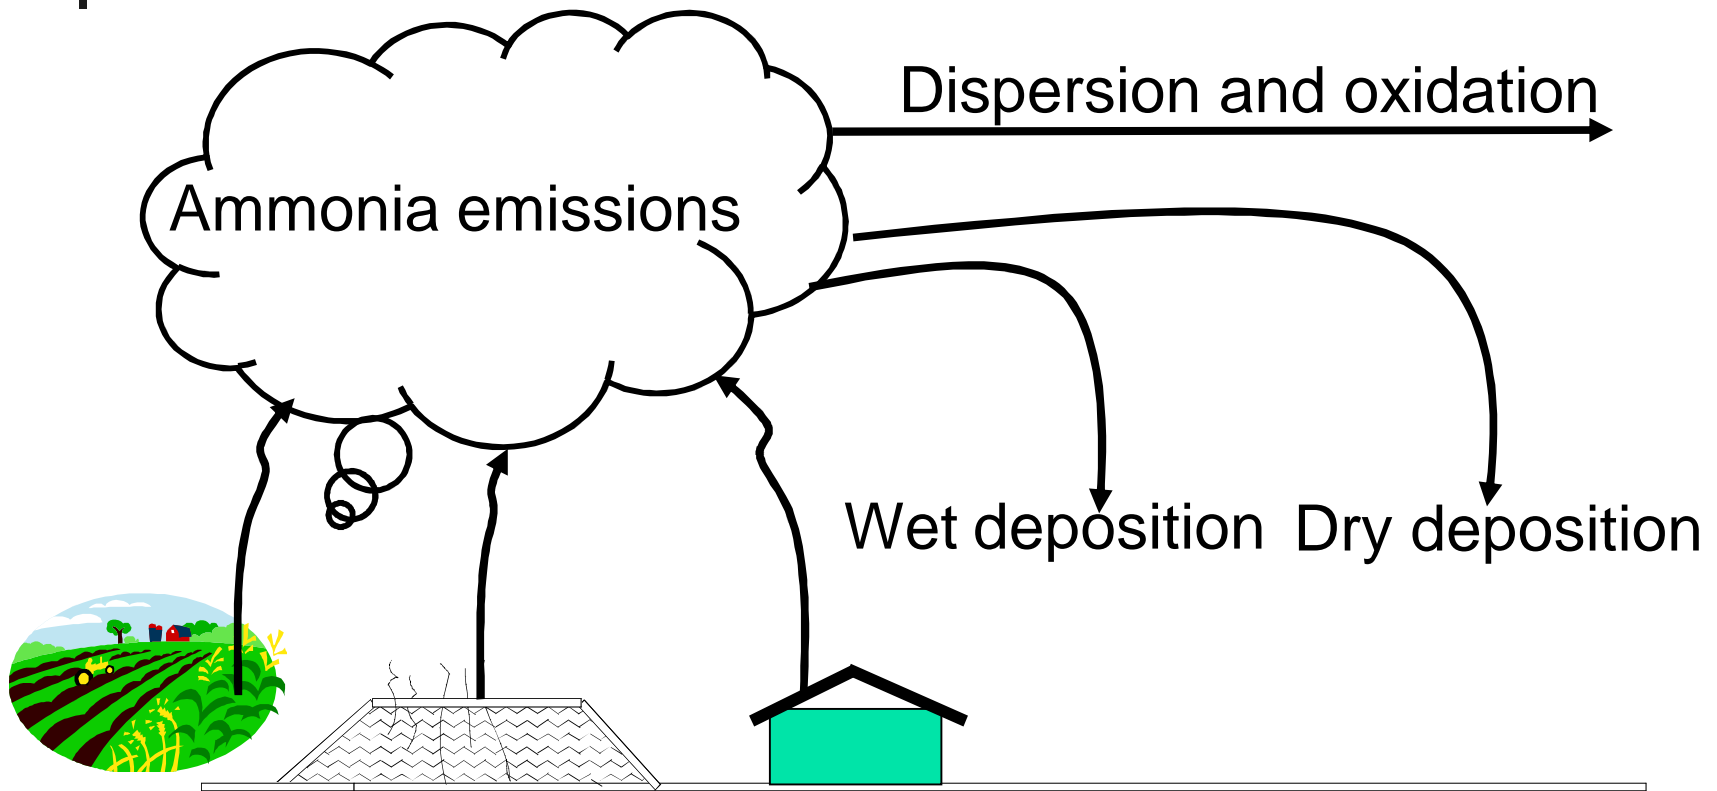 Dispersion and oxidation
Ammonia emissions
Wet deposition
Dry deposition